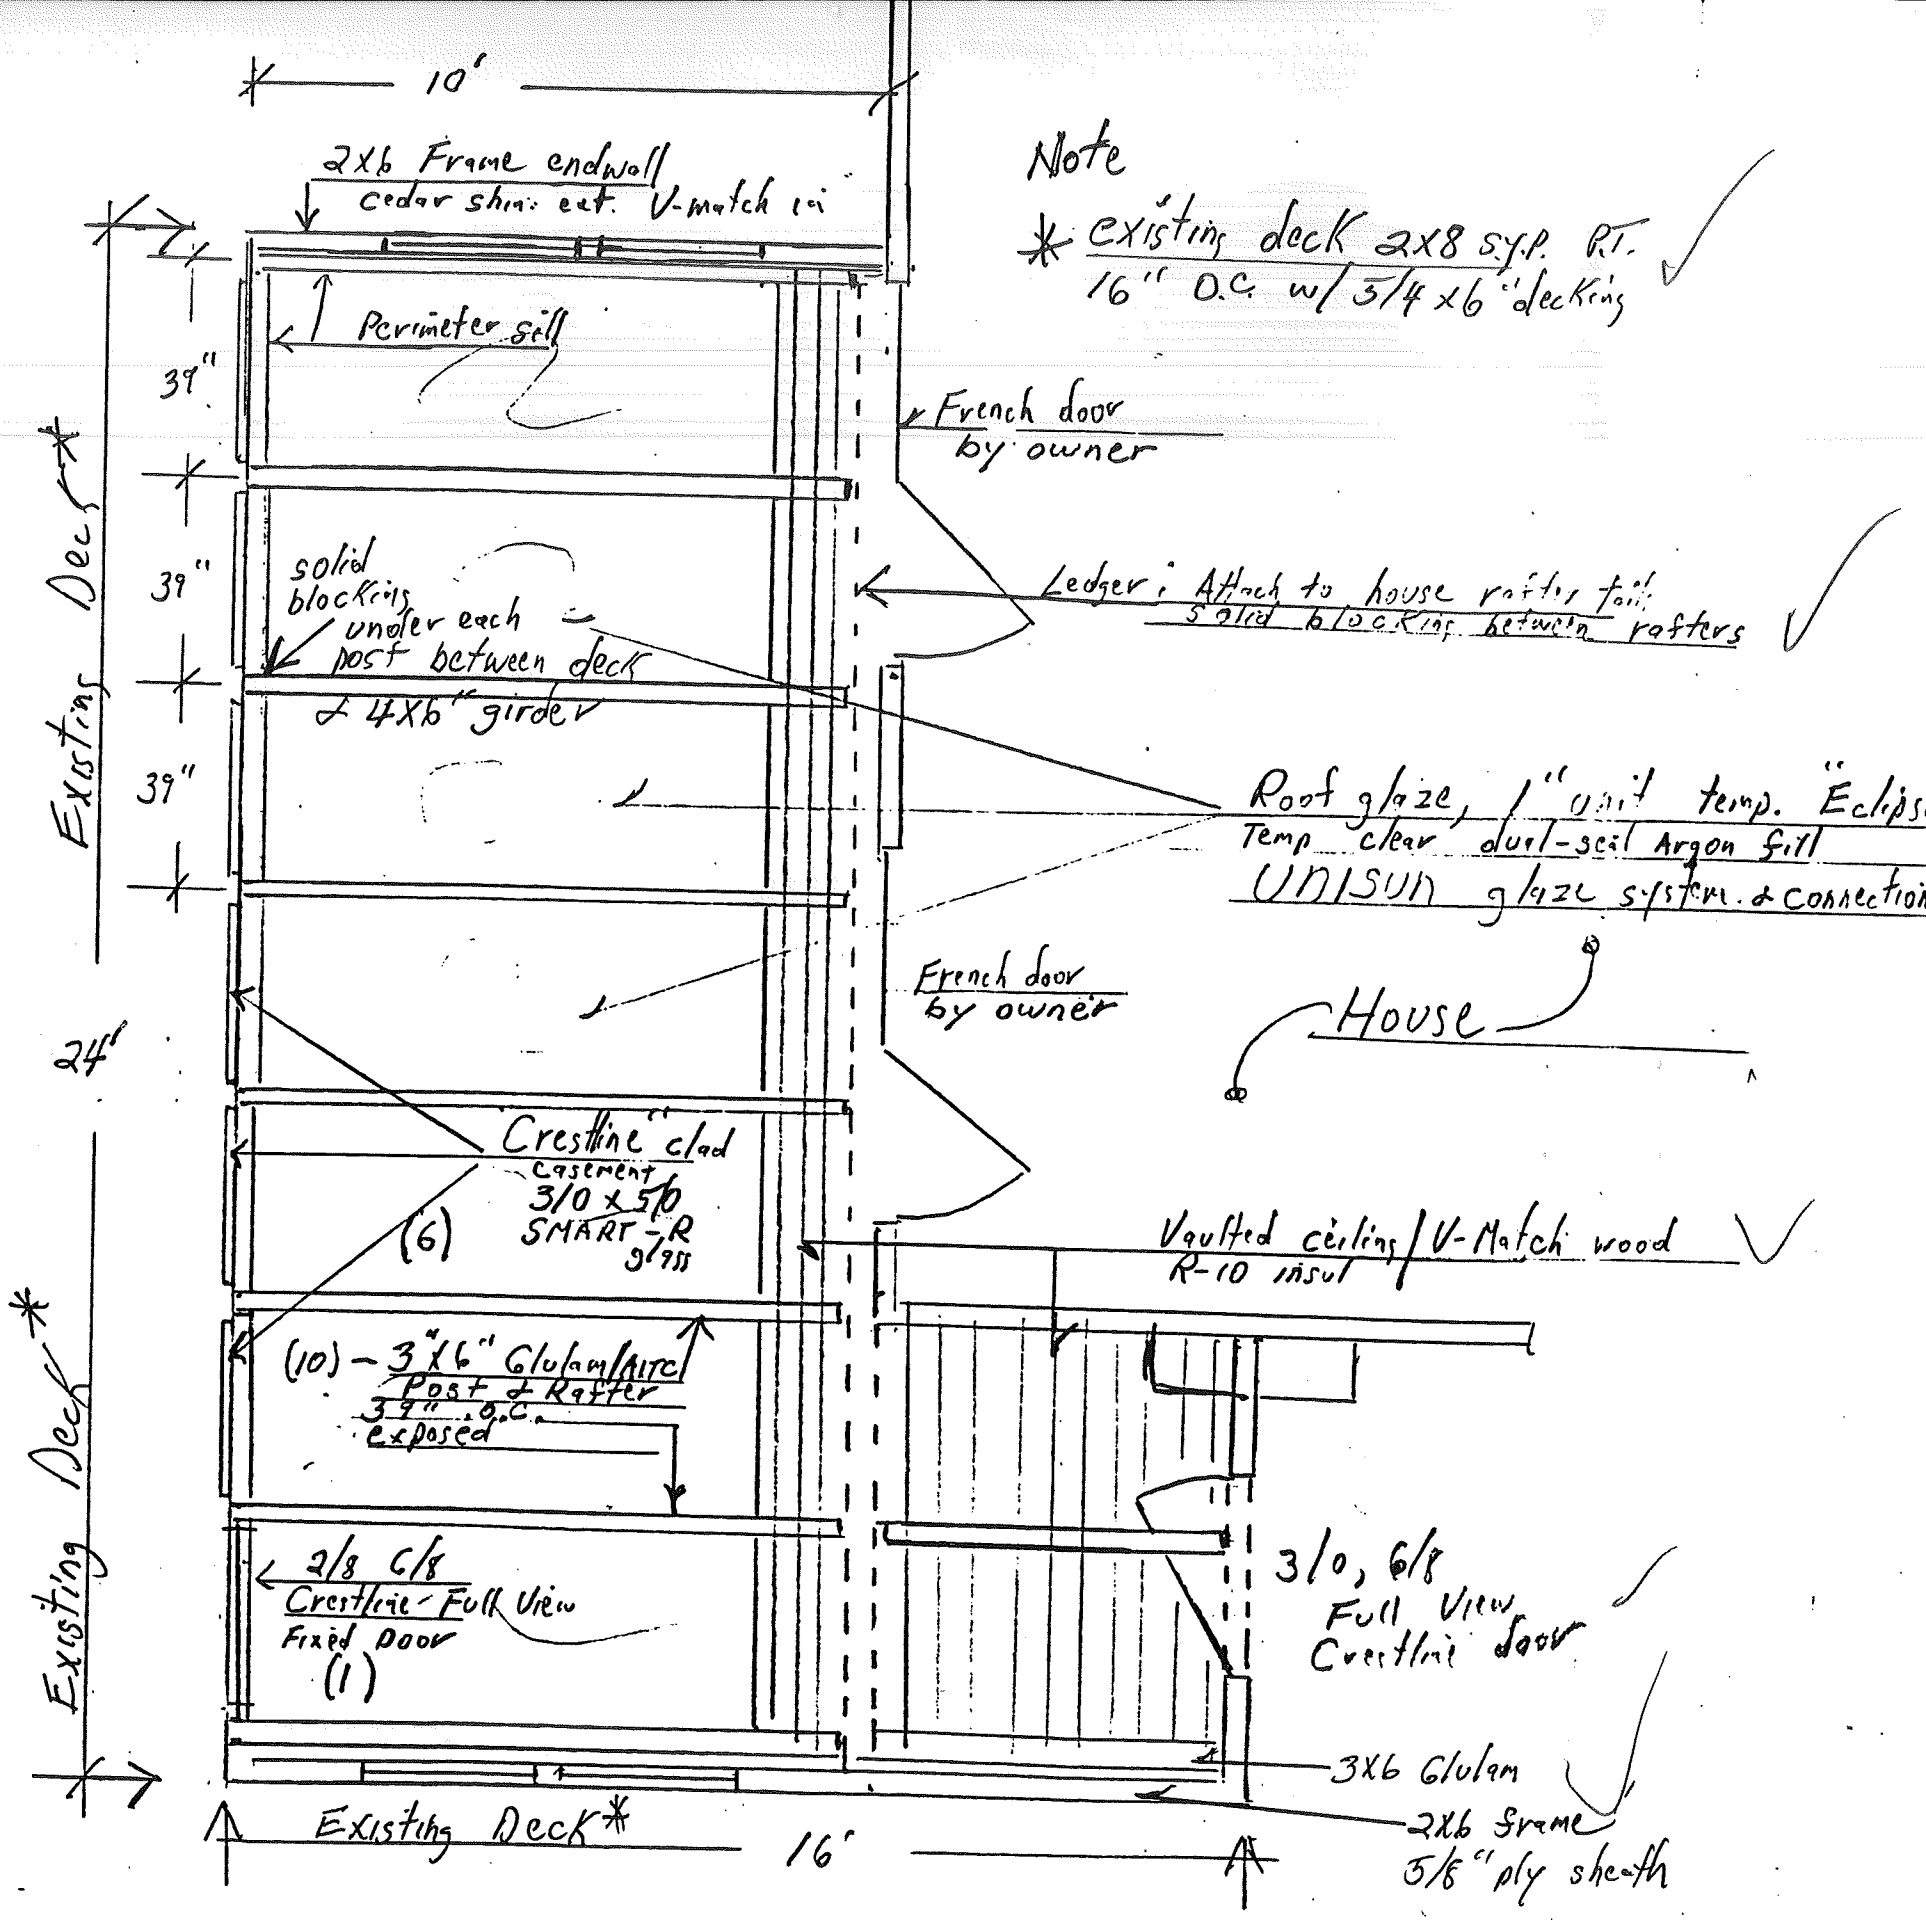 10'
2x6 Frame endwall
cedar ext. V-match in
Note
* existing deck 2x8 S.Y.P. P.T.
16" O.C. w/ 5/4 x 6" decking
Perimeter sill
39"
French door
by owner
Existing Deck*
39"
solid
blocking
under each
post between deck
& 4x6" girder
Ledger: Attach to house rafter tail
solid blocking between rafters
39"
Roof glaze, 1" unit temp. "Eclips
Temp clear dual-seal Argon fill
UNISUN glaze system. & connection
French door
by owner
House
24'
Crestline" clad
casement
3/0 x 5/0
SMART-R
glass
(6)
Vaulted ceiling / V-Match wood
R-10 insul
(10) - 3"x6" Glulam/AITC
Post & Rafter
39" o.c.
exposed
Existing Deck*
2/8 6/8
Crestline - Full View
Fixed Door
(1)
3/0, 6/8
Full View
Crestline door
3x6 Glulam
2x6 frame
5/8" ply sheath
Existing Deck*
16'